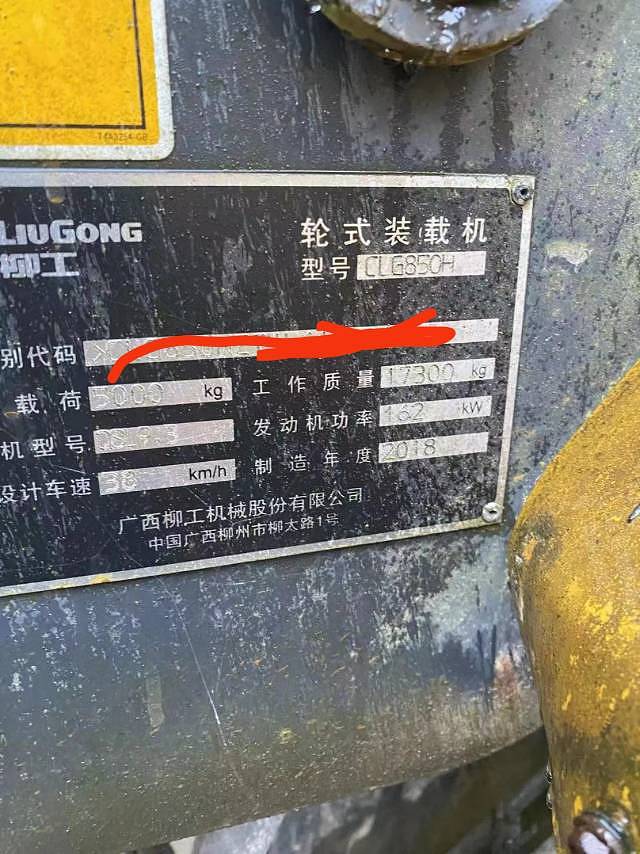 LIUGONG
柳工
轮式装载机
型号 CLG850H
别代码
载荷 5000 kg 工作质量 17300 kg
机型号 QSL9.3 发动机功率 162 kW
设计车速 38 km/h 制造年度 2018
广西柳工机械股份有限公司
中国广西柳州市柳太路1号